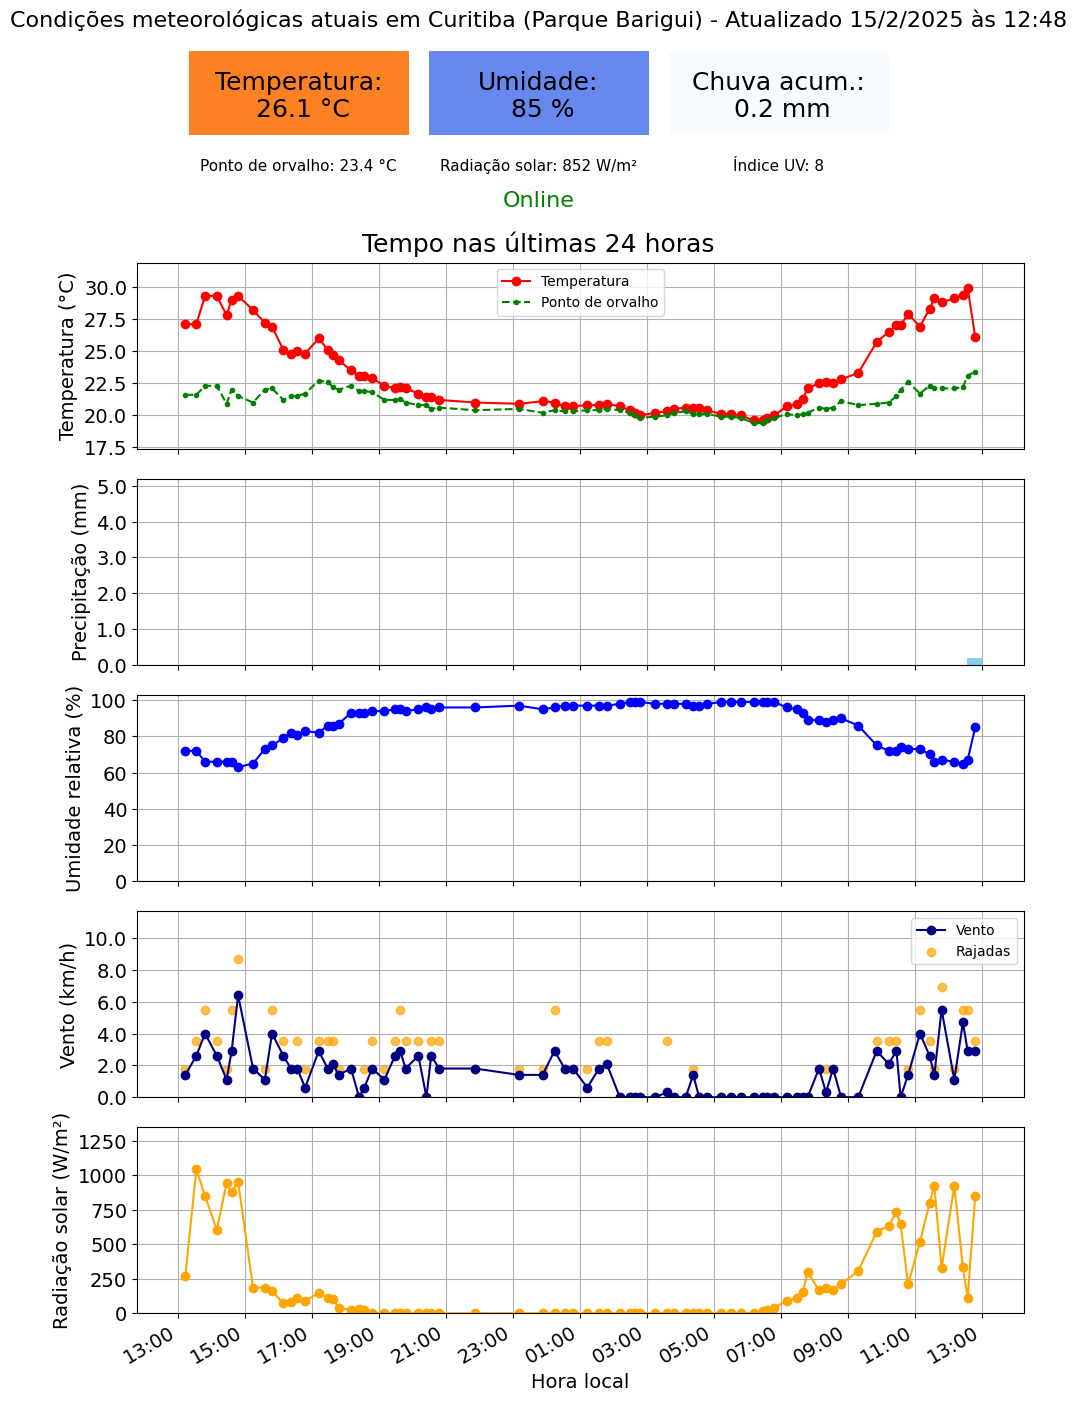 Condições meteorológicas atuais em Curitiba (Parque Barigui) - Atualizado 15/2/2025 às 12:48
Temperatura:
26.1 °C
Umidade:
85 %
Chuva acum.:
0.2 mm
Ponto de orvalho: 23.4 °C
Radiação solar: 852 W/m²
Índice UV: 8
Online
Tempo nas últimas 24 horas
Temperatura (°C)
30.0
27.5
25.0
22.5
20.0
17.5
Temperatura
Ponto de orvalho
Precipitação (mm)
5.0
4.0
3.0
2.0
1.0
0.0
Umidade relativa (%)
100
80
60
40
20
0
Vento (km/h)
10.0
8.0
6.0
4.0
2.0
0.0
Vento
Rajadas
Radiação solar (W/m²)
1250
1000
750
500
250
0
13:00
15:00
17:00
19:00
21:00
23:00
01:00
03:00
05:00
07:00
09:00
11:00
13:00
Hora local